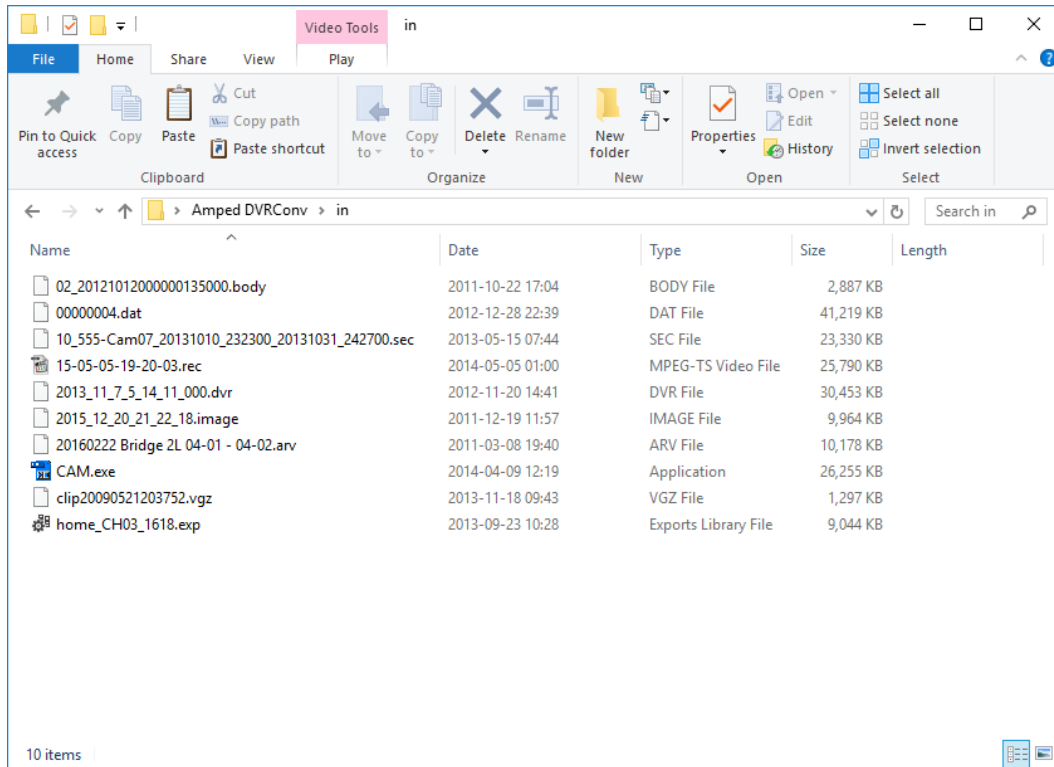 Video Tools in
File Home Share View Play
Pin to Quick access Copy Paste Cut Copy path Paste shortcut Move to Copy to Delete Rename New folder Properties Open Edit History Select all Select none Invert selection
Clipboard Organize New Open Select
Amped DVRConv > in Search in
Name Date Type Size Length
02_20121012000000135000.body 2011-10-22 17:04 BODY File 2,887 KB
00000004.dat 2012-12-28 22:39 DAT File 41,219 KB
10_555-Cam07_20131010_232300_20131031_242700.sec 2013-05-15 07:44 SEC File 23,330 KB
15-05-05-19-20-03.rec 2014-05-05 01:00 MPEG-TS Video File 25,790 KB
2013_11_7_5_14_11_000.dvr 2012-11-20 14:41 DVR File 30,453 KB
2015_12_20_21_22_18.image 2011-12-19 11:57 IMAGE File 9,964 KB
20160222 Bridge 2L 04-01 - 04-02.arv 2011-03-08 19:40 ARV File 10,178 KB
CAM.exe 2014-04-09 12:19 Application 26,255 KB
clip20090521203752.vgz 2013-11-18 09:43 VGZ File 1,297 KB
home_CH03_1618.exp 2013-09-23 10:28 Exports Library File 9,044 KB
10 items